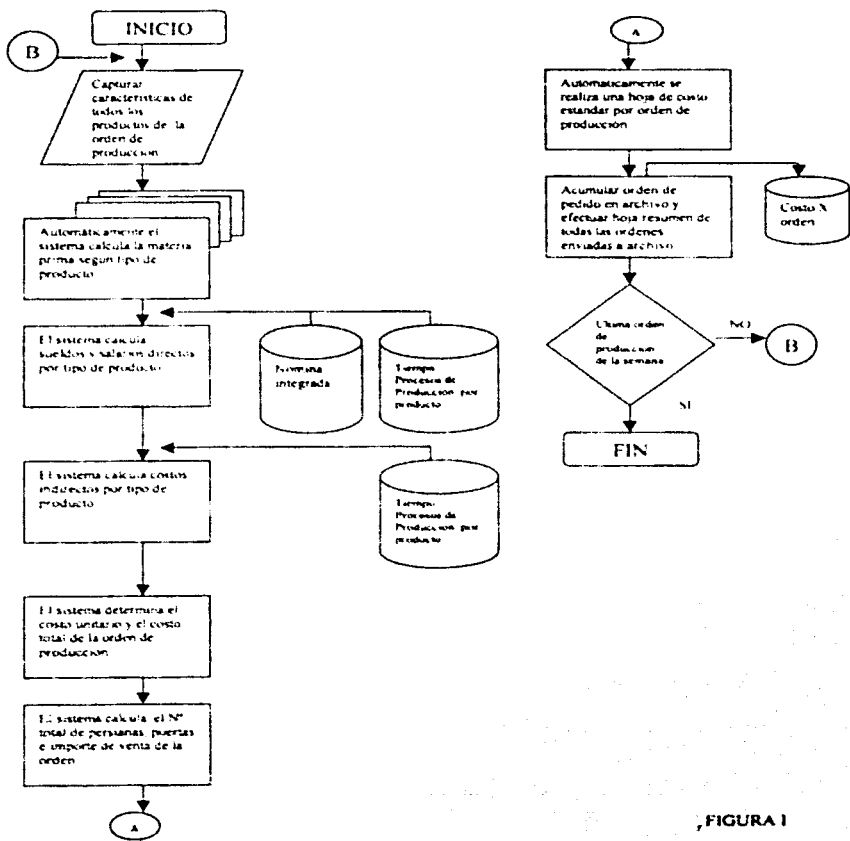 INICIO
B
Capturar
características de
todos los
productos de la
orden de
producción
Automáticamente el
sistema calcula la materia
prima según tipo de
producto
El sistema calcula
sueldos y salarios directos
por tipo de producto
Nomina
integrada
Tiempo
Procesos de
Producción por
producto
El sistema calcula costos
indirectos por tipo de
producto
Tiempo
Procesos de
Producción por
producto
El sistema determina el
costo unitario y el costo
total de la orden de
producción
El sistema calcula el Nº
total de persianas, puertas
e importe de venta de la
orden
A
A
Automáticamente se
realiza una hoja de costo
estandar por orden de
producción
Acumular orden de
pedido en archivo y
efectuar hoja resumen de
todas las ordenes
enviadas a archivo
Costo X
orden
Ultima orden
de
producción
de la semana
NO
B
SI
FIN
FIGURA 1